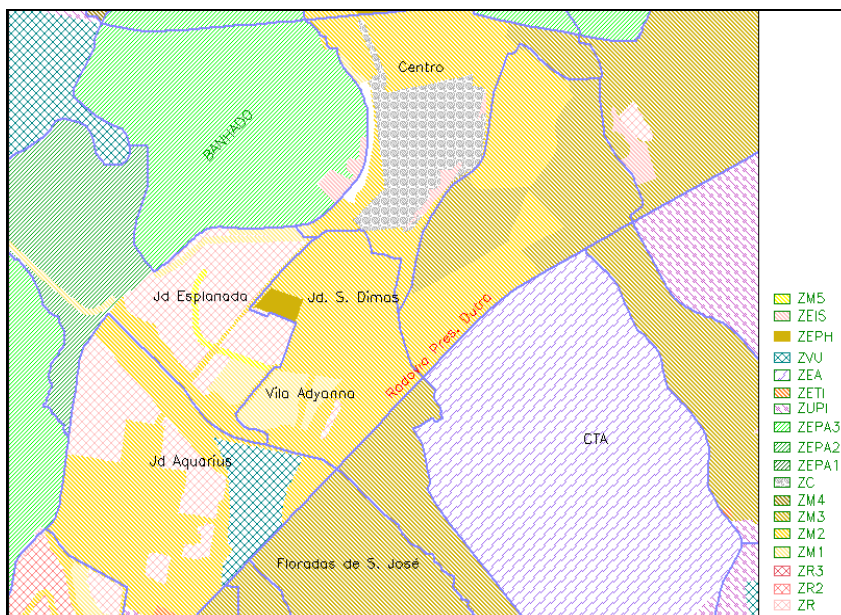 Centro
BANHADO
Jd Esplanada
Jd. S. Dimas
Rodovia Pres. Dutra
Vila Adyanna
CTA
Jd Aquarius
Floradas de S. José
ZM5
ZEIS
ZEPH
ZVU
ZEA
ZETI
ZUPI
ZEPA3
ZEPA2
ZEPA1
ZC
ZM4
ZM3
ZM2
ZM1
ZR3
ZR2
ZR